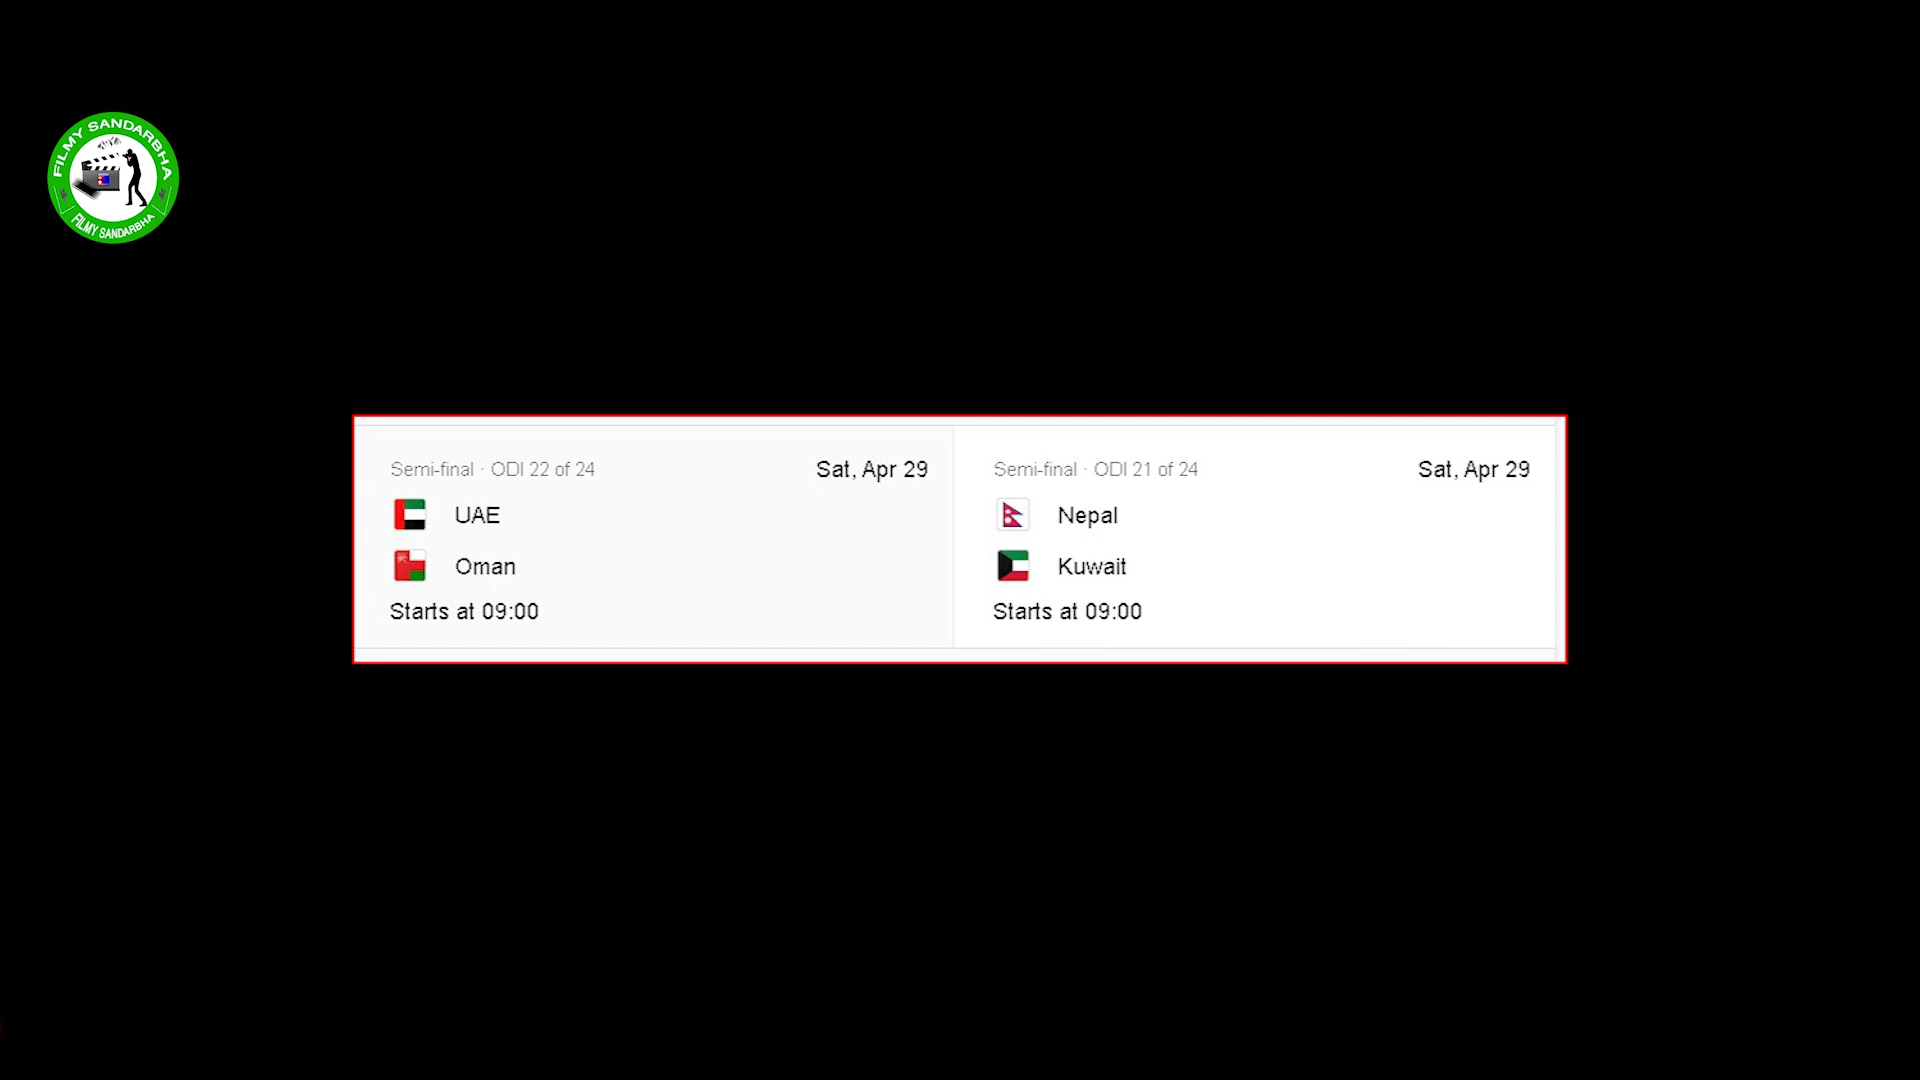 FILMY SANDARBHA
FILMY SANDARBHA
Semi-final · ODI 22 of 24
Sat, Apr 29
UAE
Oman
Starts at 09:00
Semi-final · ODI 21 of 24
Sat, Apr 29
Nepal
Kuwait
Starts at 09:00